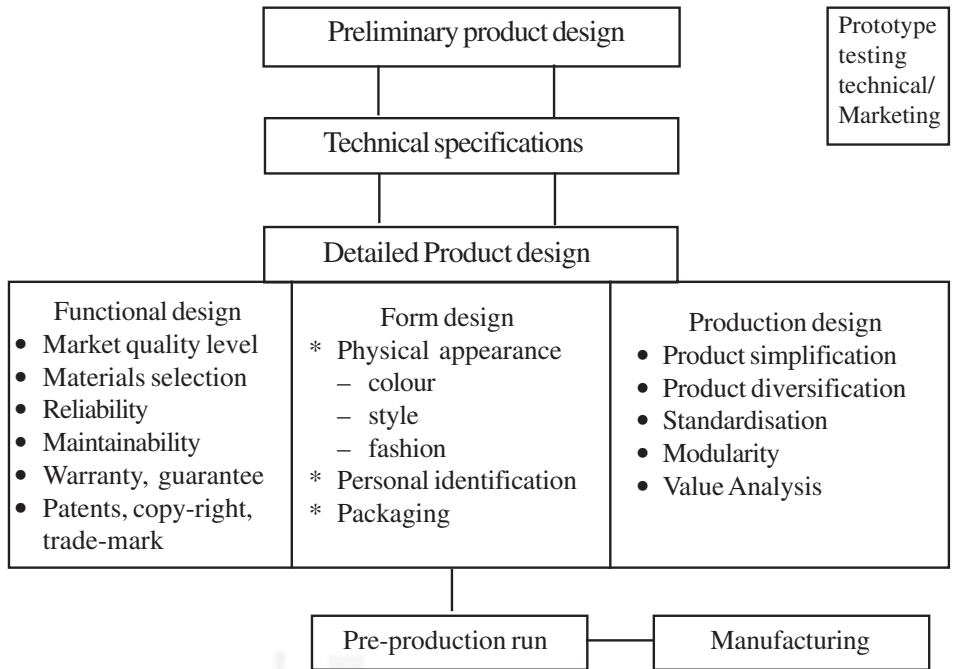 Preliminary product design
Prototype
testing
technical/
Marketing
Technical specifications
Detailed Product design
Functional design
• Market quality level
• Materials selection
• Reliability
• Maintainability
• Warranty, guarantee
• Patents, copy-right,
trade-mark
Form design
* Physical appearance
– colour
– style
– fashion
* Personal identification
* Packaging
Production design
• Product simplification
• Product diversification
• Standardisation
• Modularity
• Value Analysis
Pre-production run
Manufacturing